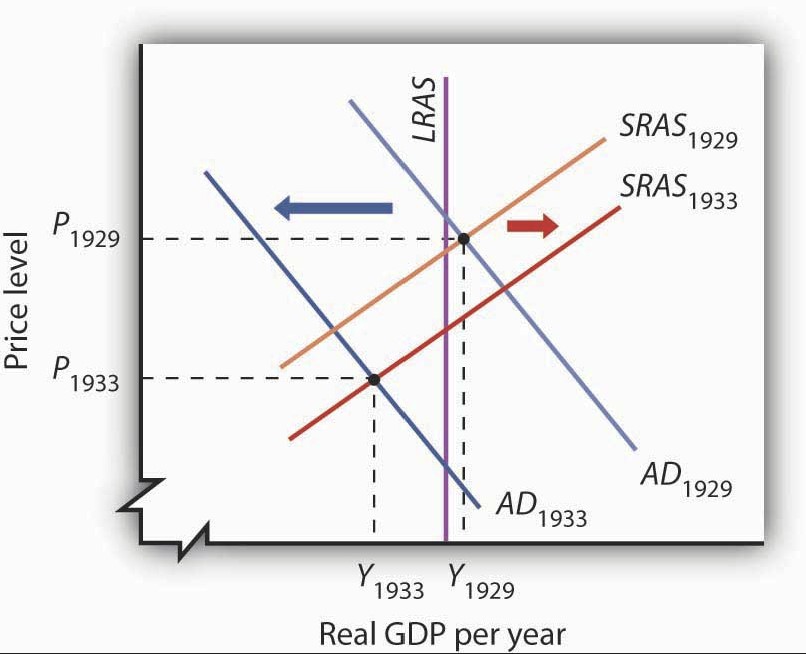 LRAS
SRAS1929
SRAS1933
P1929
Price level
P1933
AD1929
AD1933
Y1933 Y1929
Real GDP per year